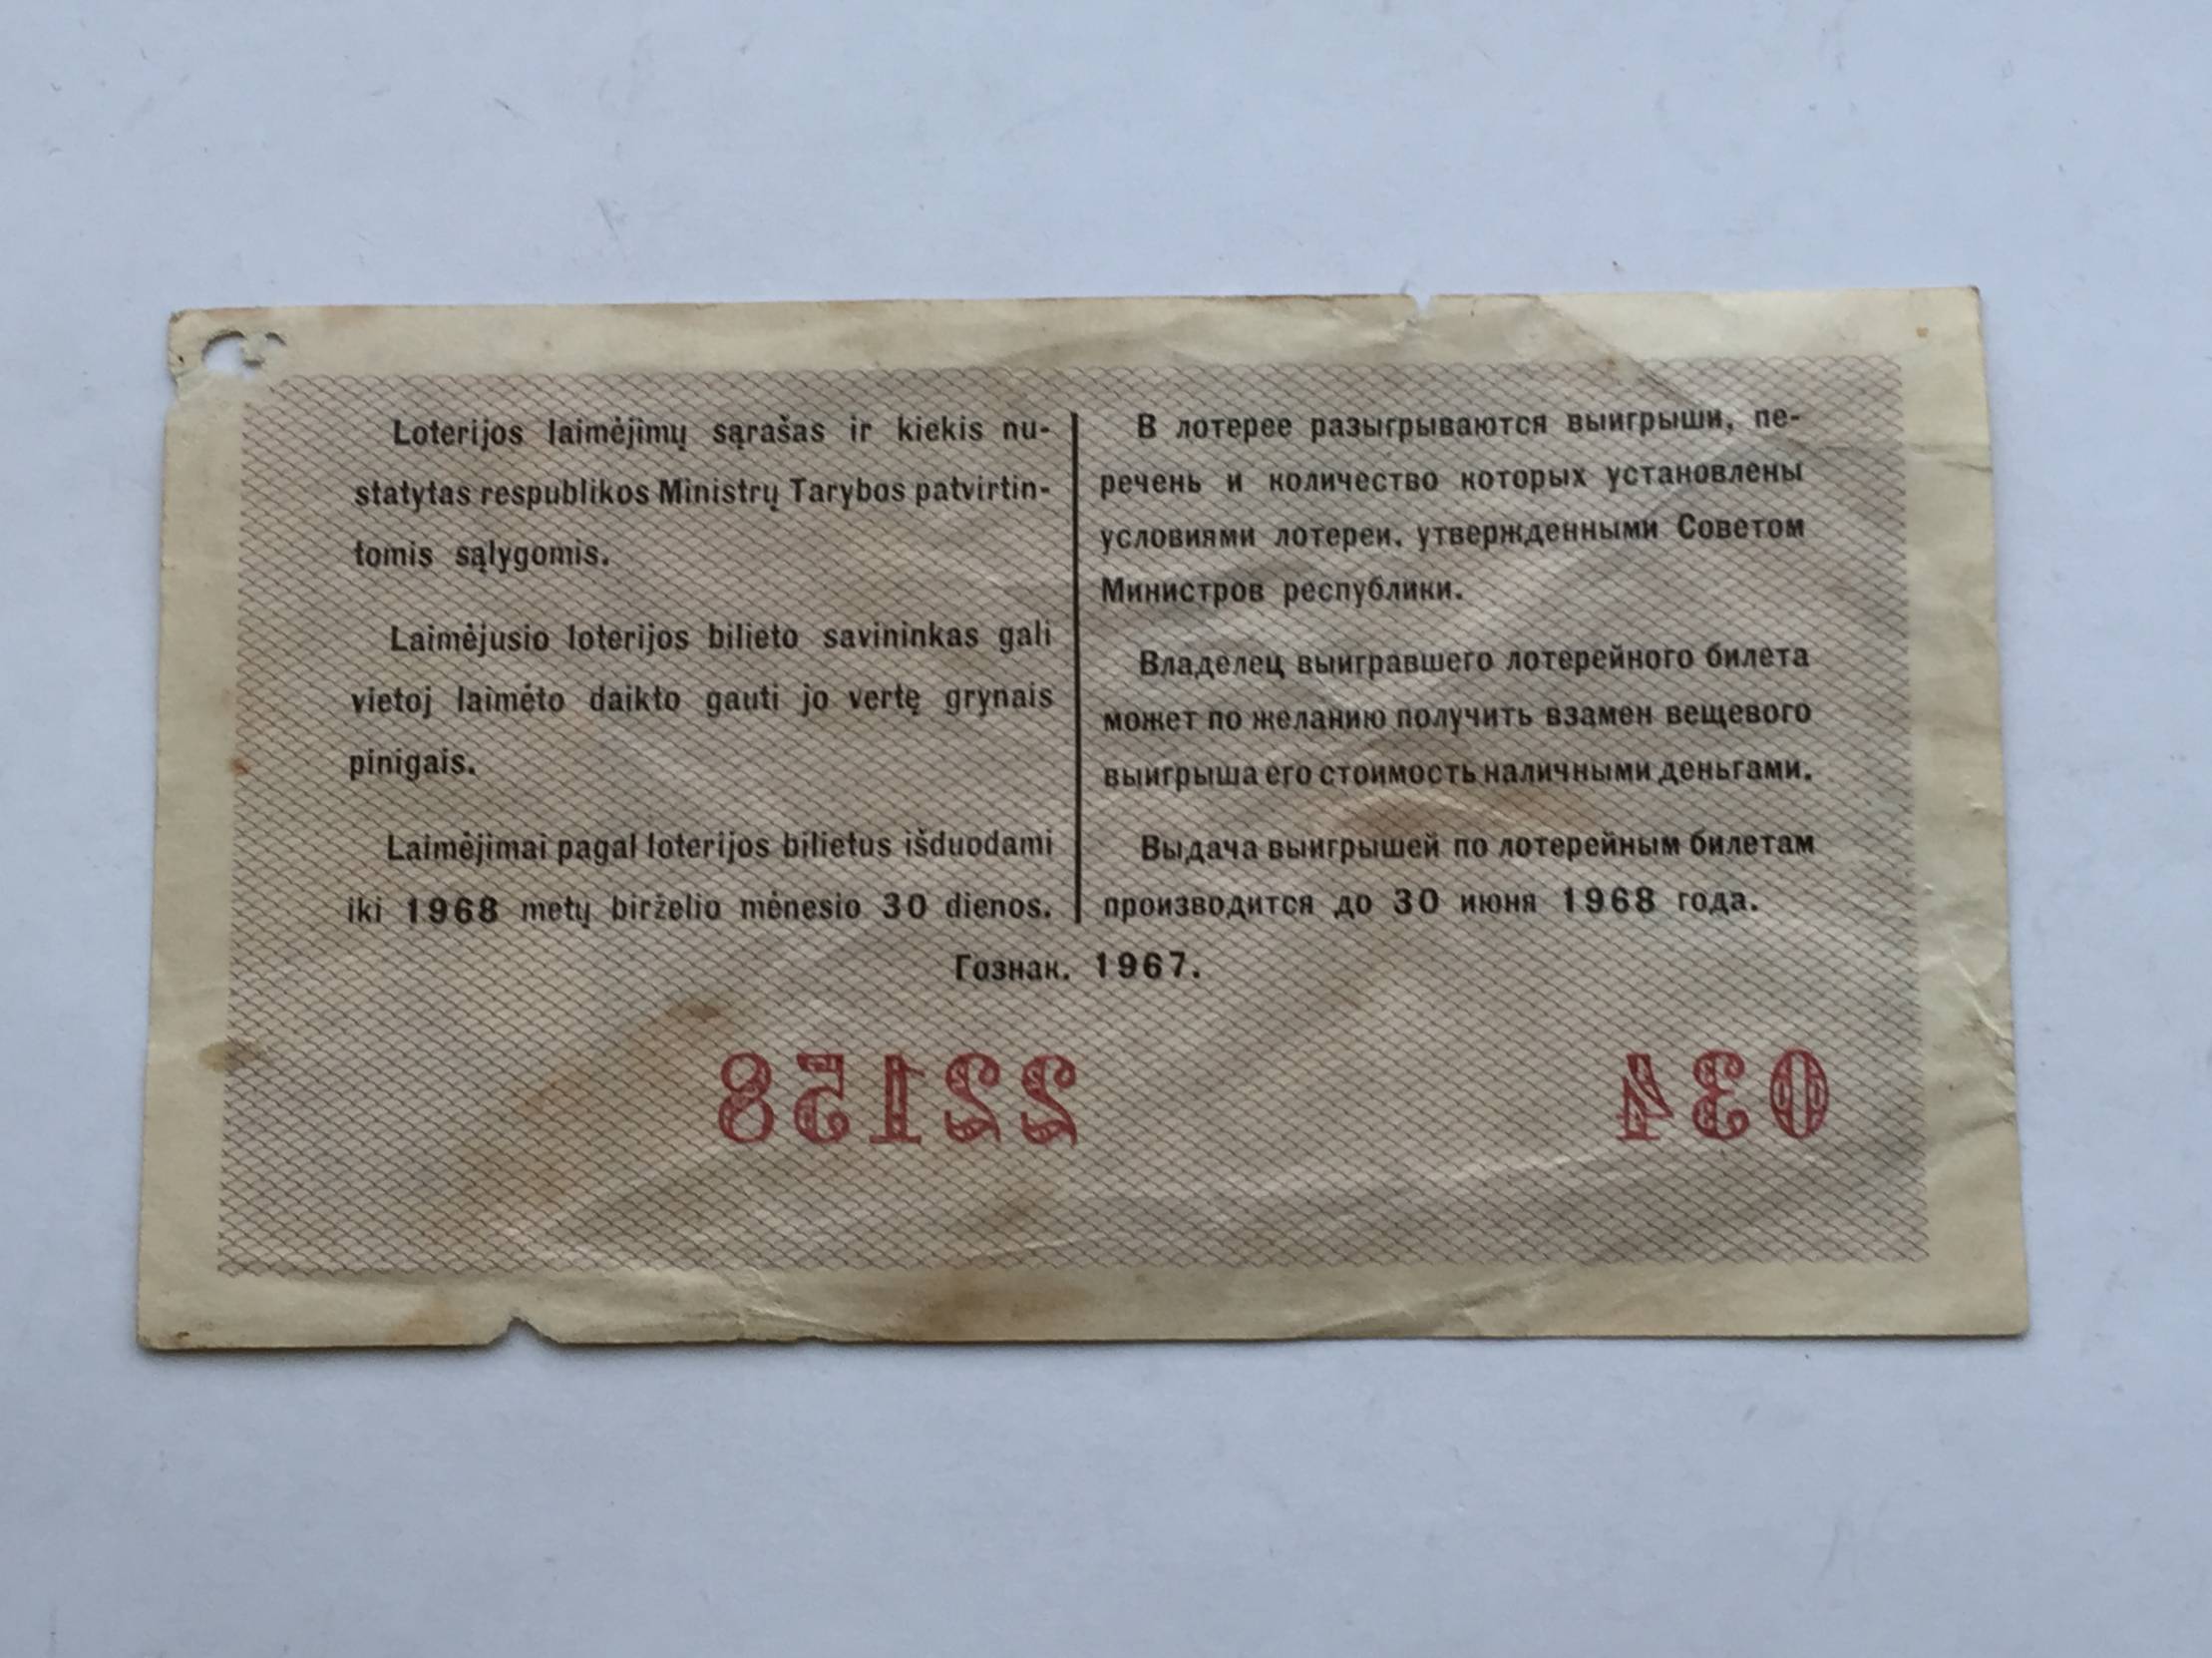 Loterijos laimėjimų sąrašas ir kiekis nu-
statytas respublikos Ministrų Tarybos patvirtin-
tomis sąlygomis.
Laimėjusio loterijos bilieto savininkas gali
vietoj laimėto daikto gauti jo vertę grynais
pinigais.
Laimėjimai pagal loterijos bilietus išduodami
iki 1968 metų birželio mėnesio 30 dienos.
В лотерее разыгрываются выигрыши, пе-
речень и количество которых установлены
условиями лотереи, утвержденными Советом
Министров республики.
Владелец выигравшего лотерейного билета
может по желанию получить взамен вещевого
выигрыша его стоимость наличными деньгами.
Выдача выигрышей по лотерейным билетам
производится до 30 июня 1968 года.
Гознак. 1967.
034 22158